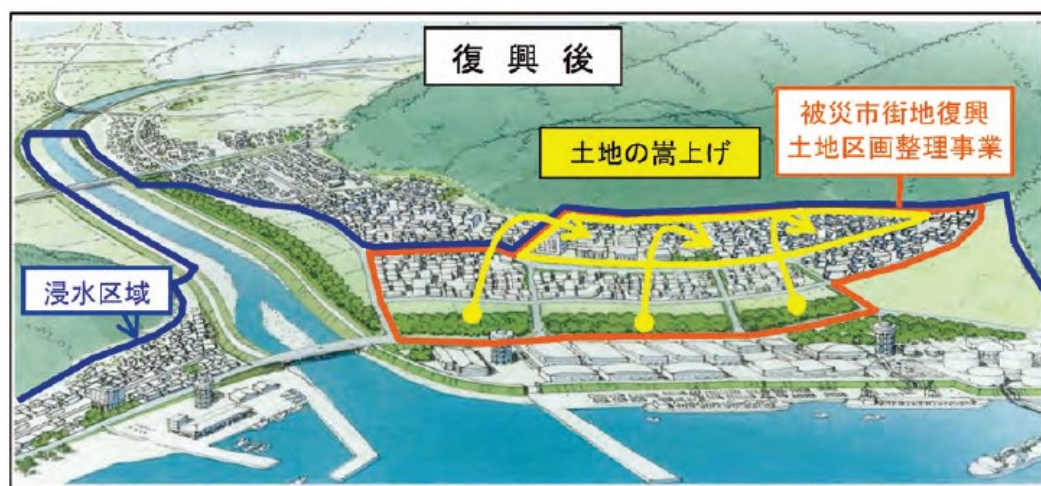 復興後
被災市街地復興
土地区画整理事業
土地の嵩上げ
浸水区域